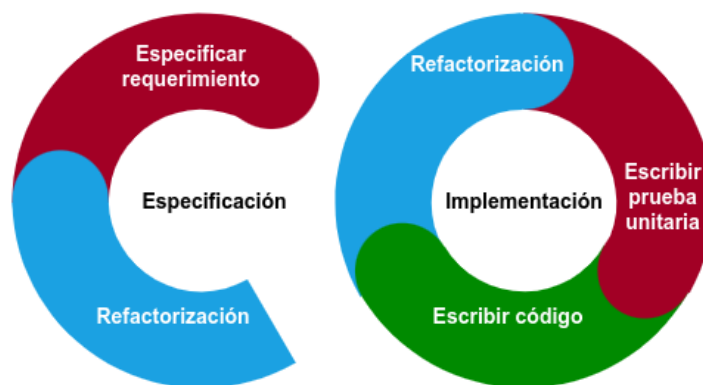 Especificar
requerimiento
Especificación
Refactorización
Refactorización
Escribir
prueba
unitaria
Implementación
Escribir código